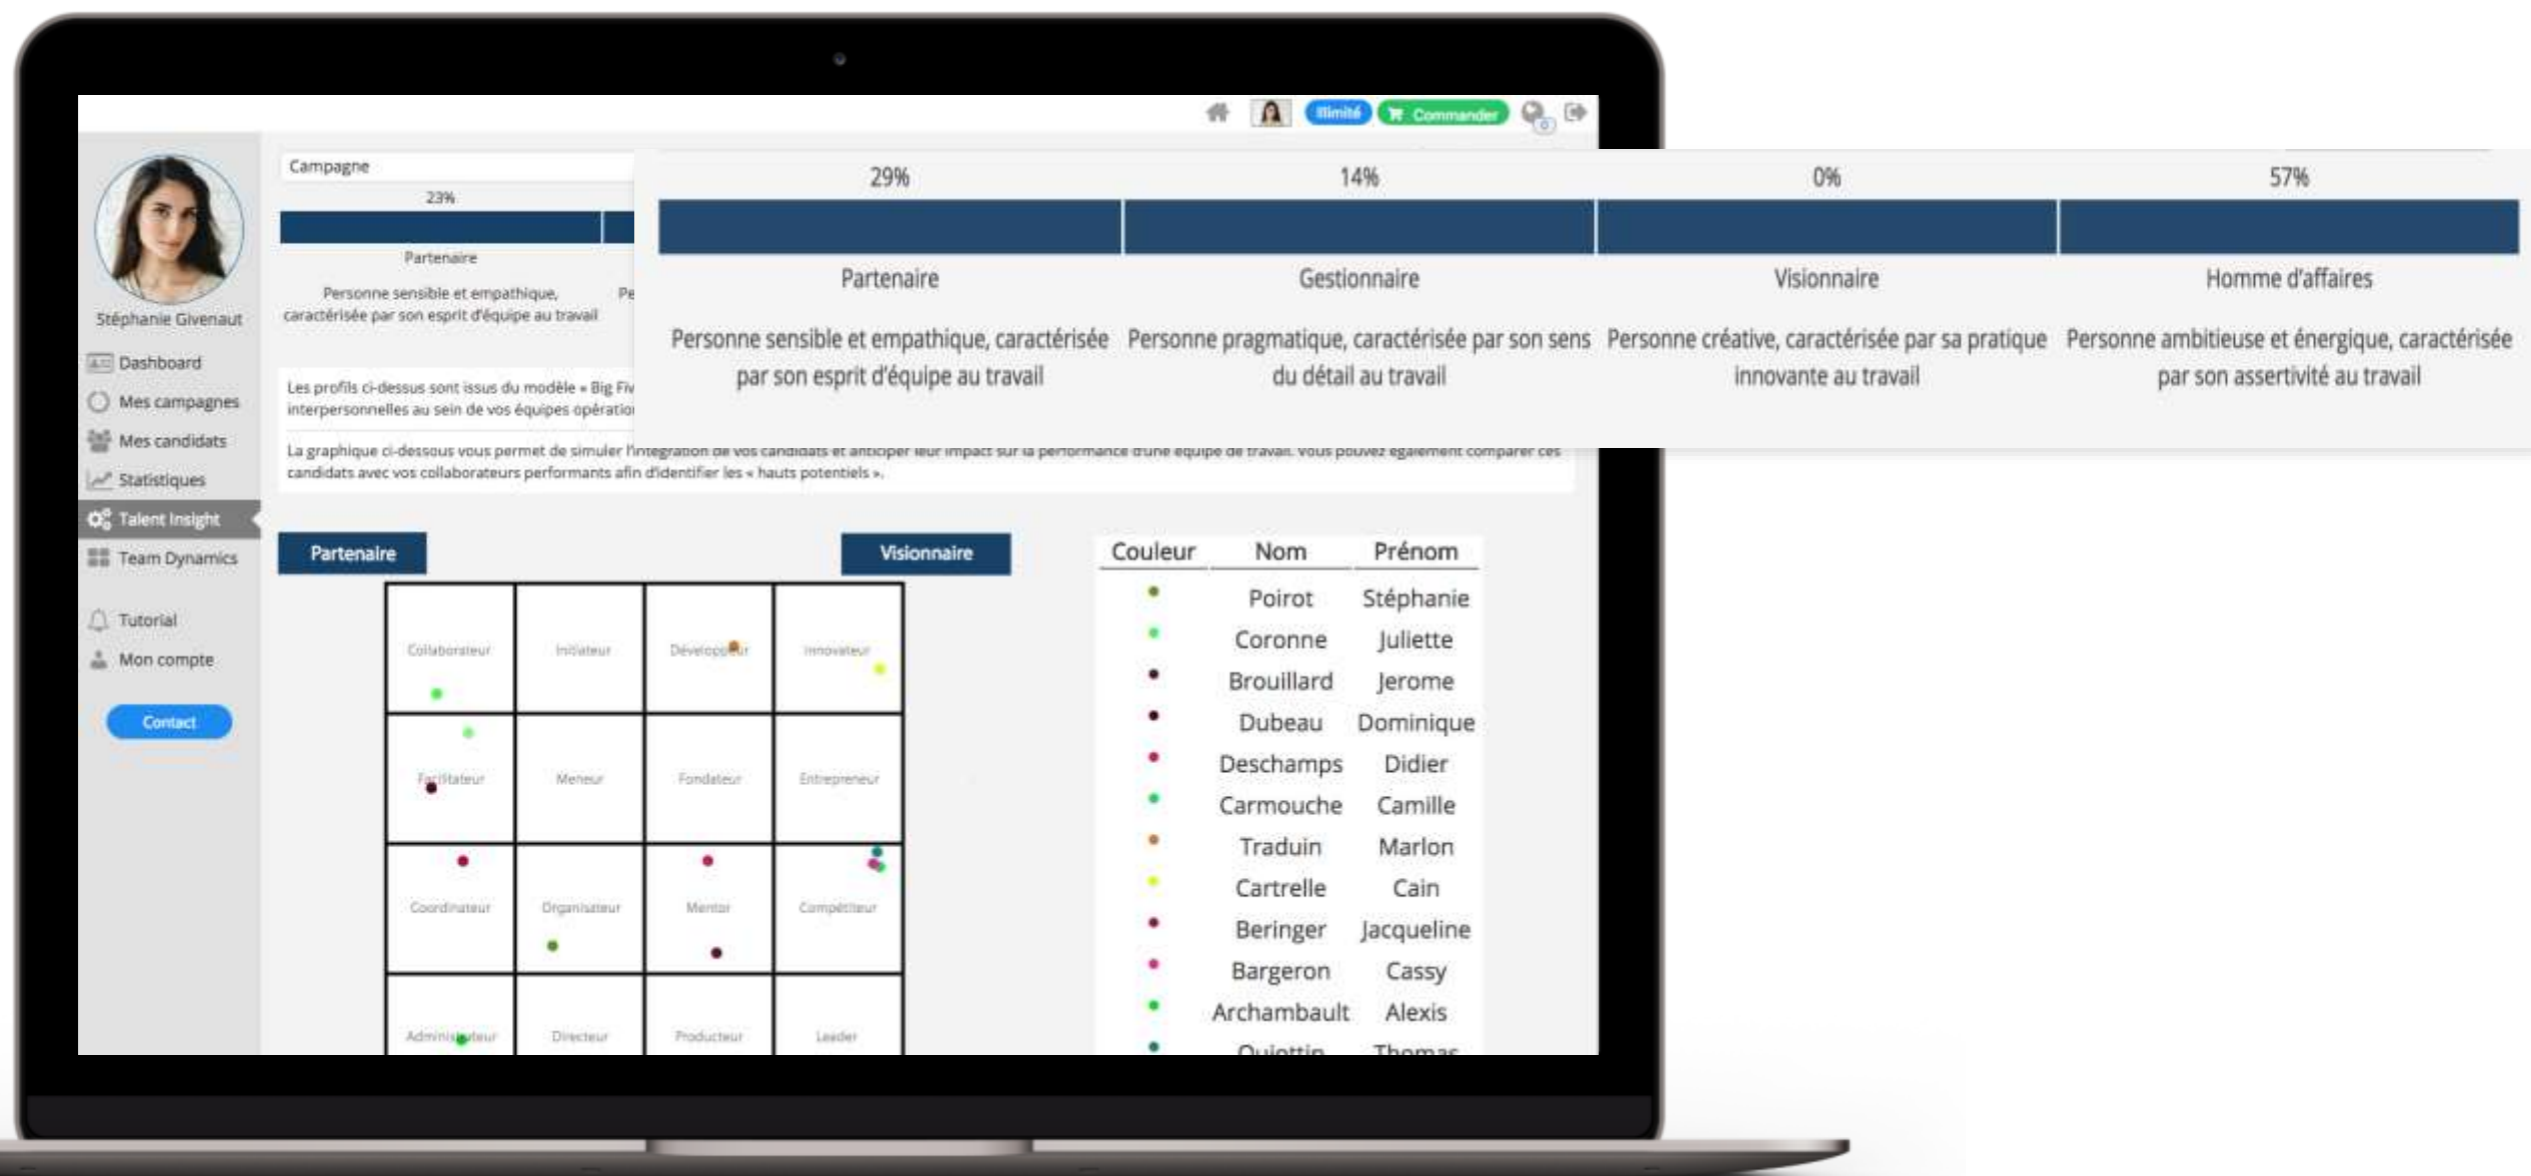 Illimité
Commander
0
Campagne
23%
Partenaire
Personne sensible et empathique,
caractérisée par son esprit d'équipe au travail
Pe
29%
14%
0%
57%
Partenaire
Gestionnaire
Visionnaire
Homme d'affaires
Personne sensible et empathique, caractérisée
par son esprit d'équipe au travail
Personne pragmatique, caractérisée par son sens
du détail au travail
Personne créative, caractérisée par sa pratique
innovante au travail
Personne ambitieuse et énergique, caractérisée
par son assertivité au travail
Stéphanie Givenaut
Dashboard
Mes campagnes
Mes candidats
Statistiques
Talent Insight
Team Dynamics
Tutorial
Mon compte
Contact
Les profils ci-dessus sont issus du modèle « Big Fiv
interpersonnelles au sein de vos équipes opératio
La graphique ci-dessous vous permet de simuler l'intégration de vos candidats et anticiper leur impact sur la performance d'une équipe de travail. Vous pouvez également comparer ces
candidats avec vos collaborateurs performants afin d'identifier les « hauts potentiels ».
Partenaire
Visionnaire
Collaborateur
Initiateur
Développeur
Innovateur
Facilitateur
Meneur
Fondateur
Entrepreneur
Coordinateur
Organisateur
Mentor
Compétiteur
Administrateur
Directeur
Producteur
Leader
Couleur Nom Prénom
Poirot Stéphanie
Coronne Juliette
Brouillard Jerome
Dubeau Dominique
Deschamps Didier
Carmouche Camille
Traduin Marlon
Cartrelle Cain
Beringer Jacqueline
Bargeron Cassy
Archambault Alexis
Thomas